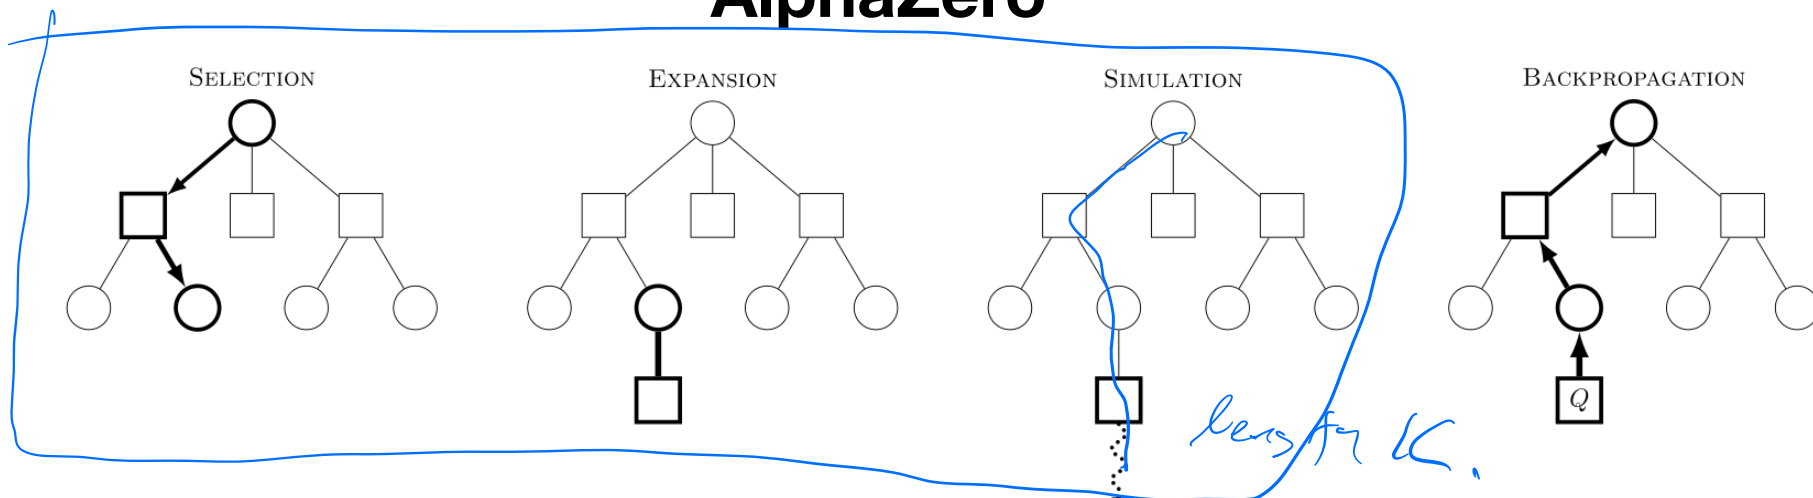 AlphaZero
SELECTION EXPANSION SIMULATION BACKPROPAGATION
Q
length K.